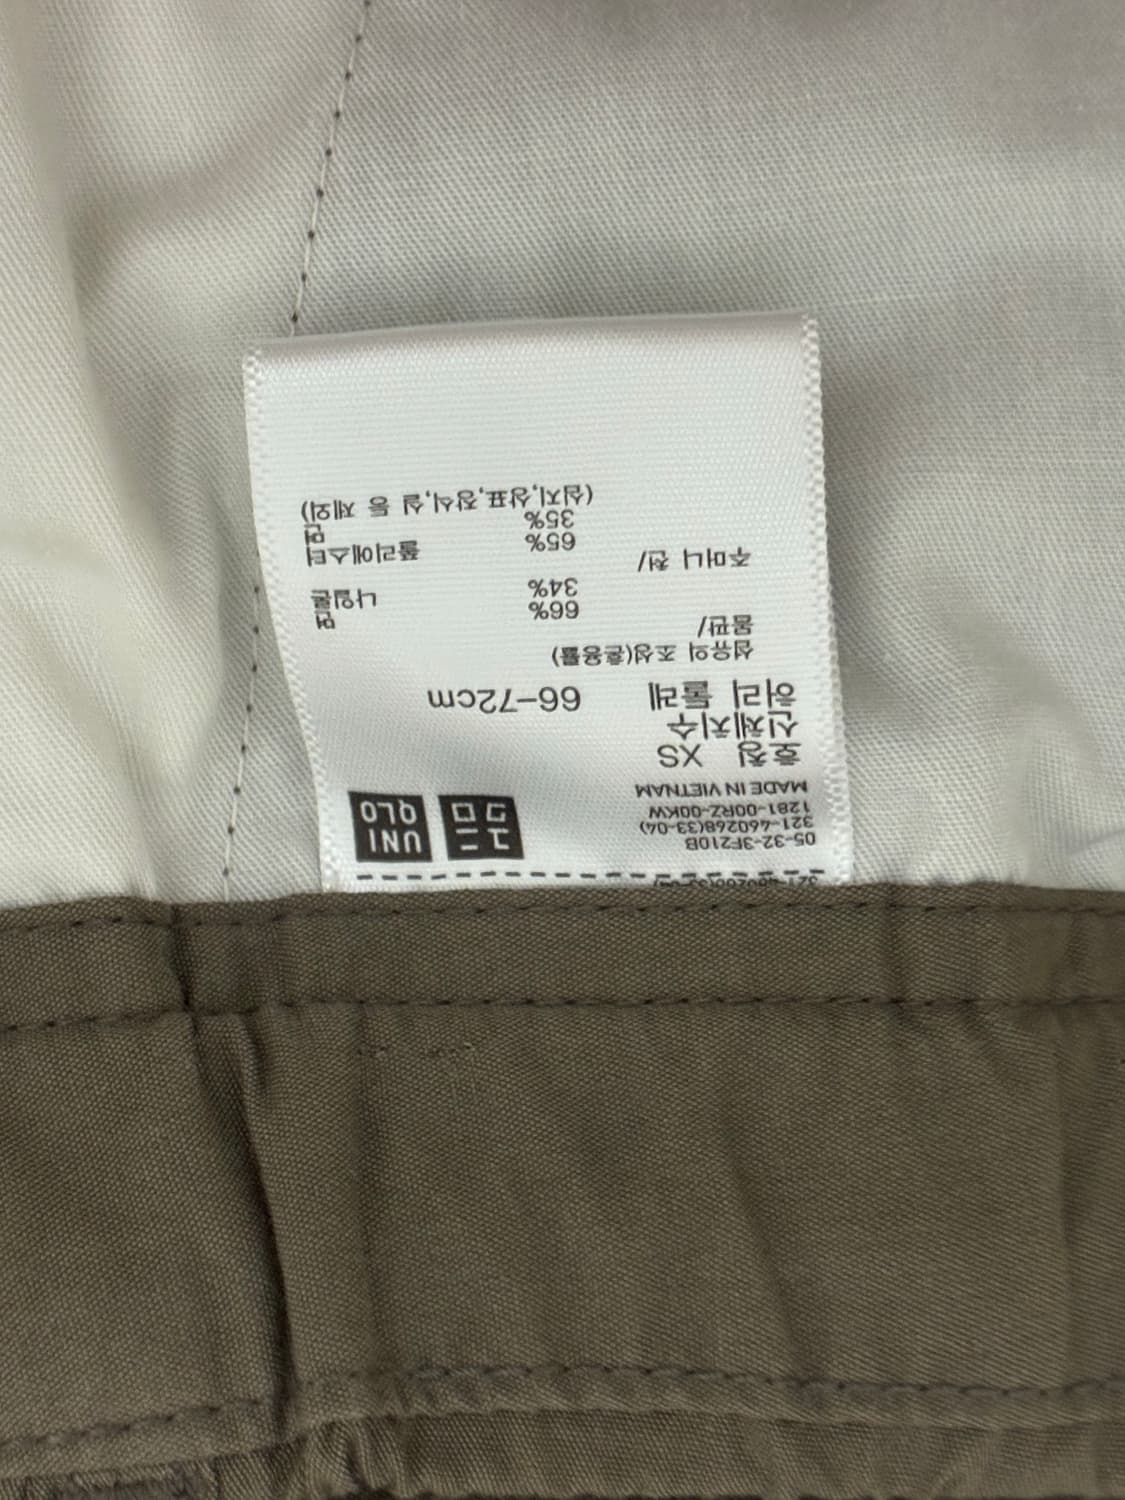 05-32-3F210B
321-460268(33-04)
1281-00RZ-00KW
MADE IN VIETNAM
ユニ
クロ
UNI
QLO
호칭 XS
신체치수
허리 둘레 66-72cm
섬유의 조성(혼용률)
몸판/
66% 면
34% 나일론
주머니 천/
65% 폴리에스터
35% 면
(심지,상표,장식,실 등 제외)